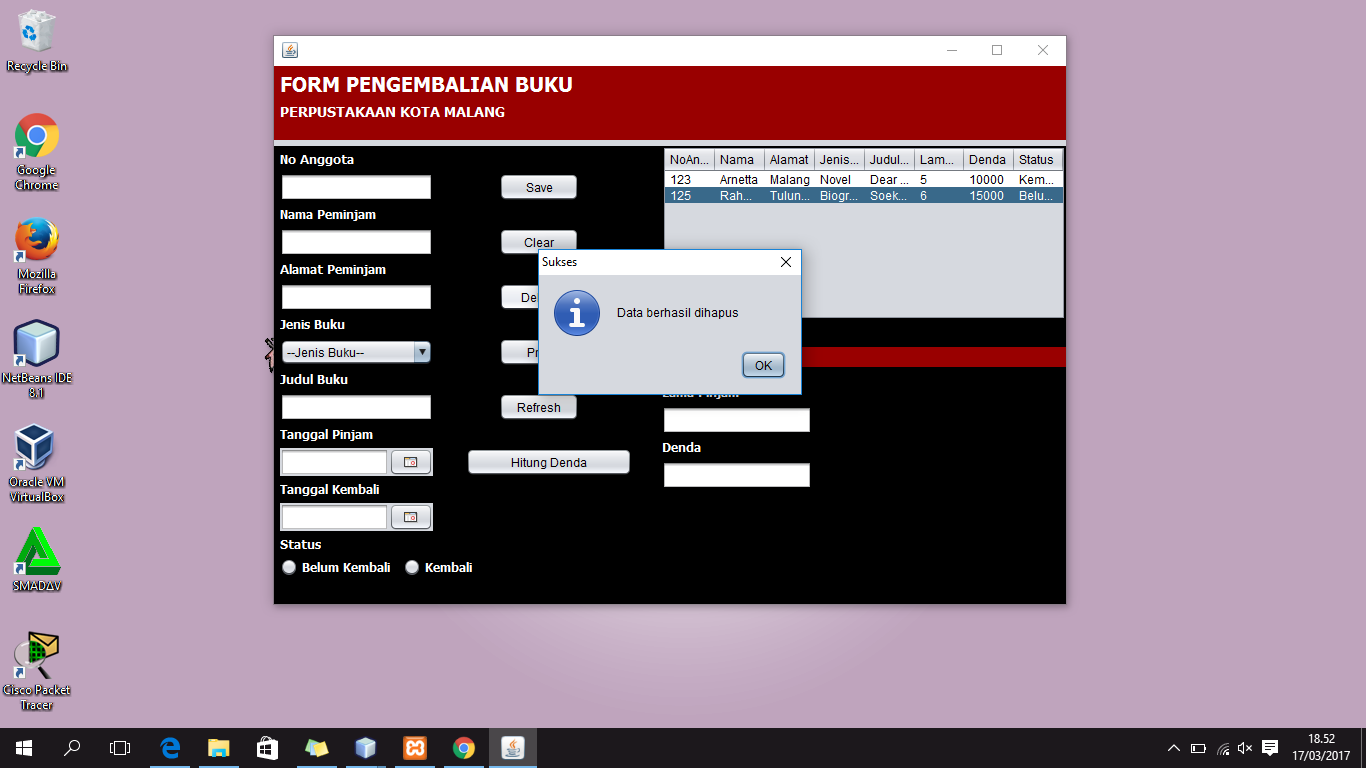 Recycle Bin
Google
Chrome
Mozilla
Firefox
NetBeans IDE
8.1
Oracle VM
VirtualBox
SMADΔV
Cisco Packet
Tracer
FORM PENGEMBALIAN BUKU
PERPUSTAKAAN KOTA MALANG
No Anggota
Save
Nama Peminjam
Clear
Alamat Peminjam
De
Jenis Buku
--Jenis Buku--
Pr
Judul Buku
Refresh
Tanggal Pinjam
Hitung Denda
Tanggal Kembali
Status
Belum Kembali Kembali
NoAn... Nama Alamat Jenis... Judul... Lam... Denda Status
123 Arnetta Malang Novel Dear ... 5 10000 Kem...
125 Rah... Tulun... Biogr... Soek... 6 15000 Belu...
Sukses
Data berhasil dihapus
OK
Lama Pinjam
Denda
18.52
17/03/2017